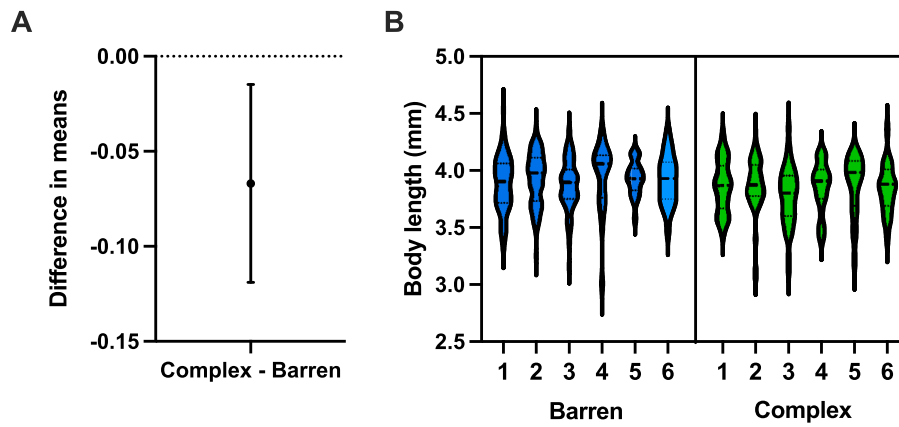 A
Difference in means
0.00
-0.05
-0.10
-0.15
Complex - Barren
B
Body length (mm)
5.0
4.5
4.0
3.5
3.0
2.5
1 2 3 4 5 6 1 2 3 4 5 6
Barren Complex